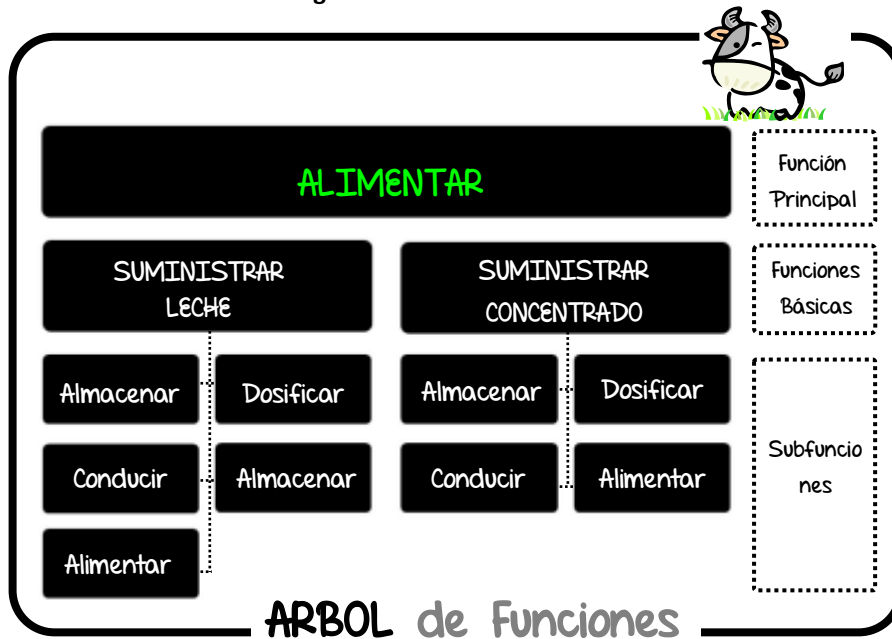 ALIMENTAR
Función
Principal
SUMINISTRAR
LECHE
SUMINISTRAR
CONCENTRADO
Funciones
Básicas
Almacenar
Dosificar
Almacenar
Dosificar
Conducir
Almacenar
Conducir
Alimentar
Subfuncio
nes
Alimentar
ARBOL de Funciones